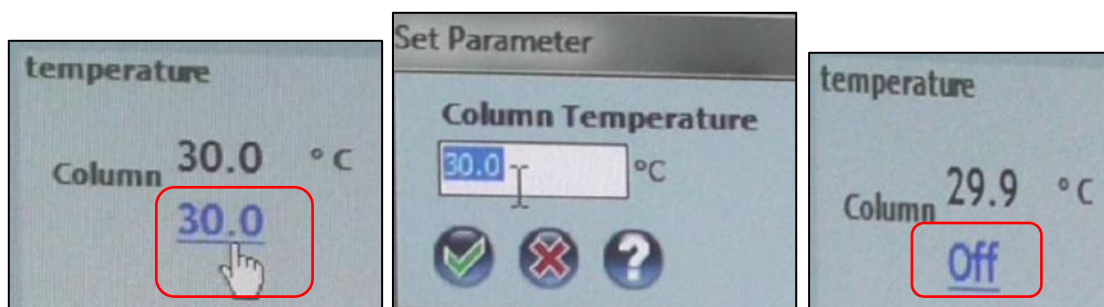 temperature
Column 30.0 °C
30.0
Set Parameter
Column Temperature
30.0 °C
?
temperature
Column 29.9 °C
Off